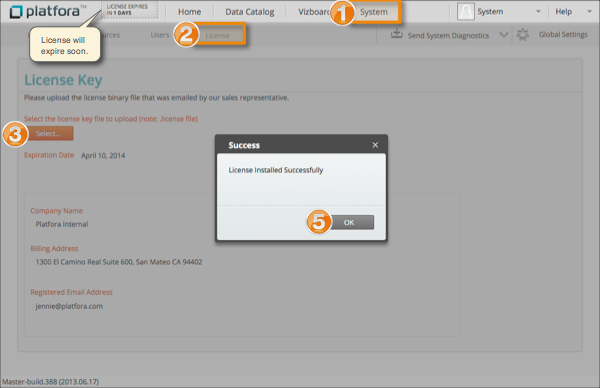 platfora™
LICENSE EXPIRES
IN 1 DAYS
Home
Data Catalog
Vizboard
1
System
System
Help
License will
expire soon.
ources
Users
2
License
Send System Diagnostics
Global Settings
License Key
Please upload the license binary file that was emailed by our sales representative.
Select the license key file to upload (note: .license file)
3
Select...
Expiration Date April 10, 2014
Success
×
License Installed Successfully
5
OK
Company Name
Platfora Internal
Billing Address
1300 El Camino Real Suite 600, San Mateo CA 94402
Registered Email Address
jennie@platfora.com
Master-build.388 (2013.06.17)